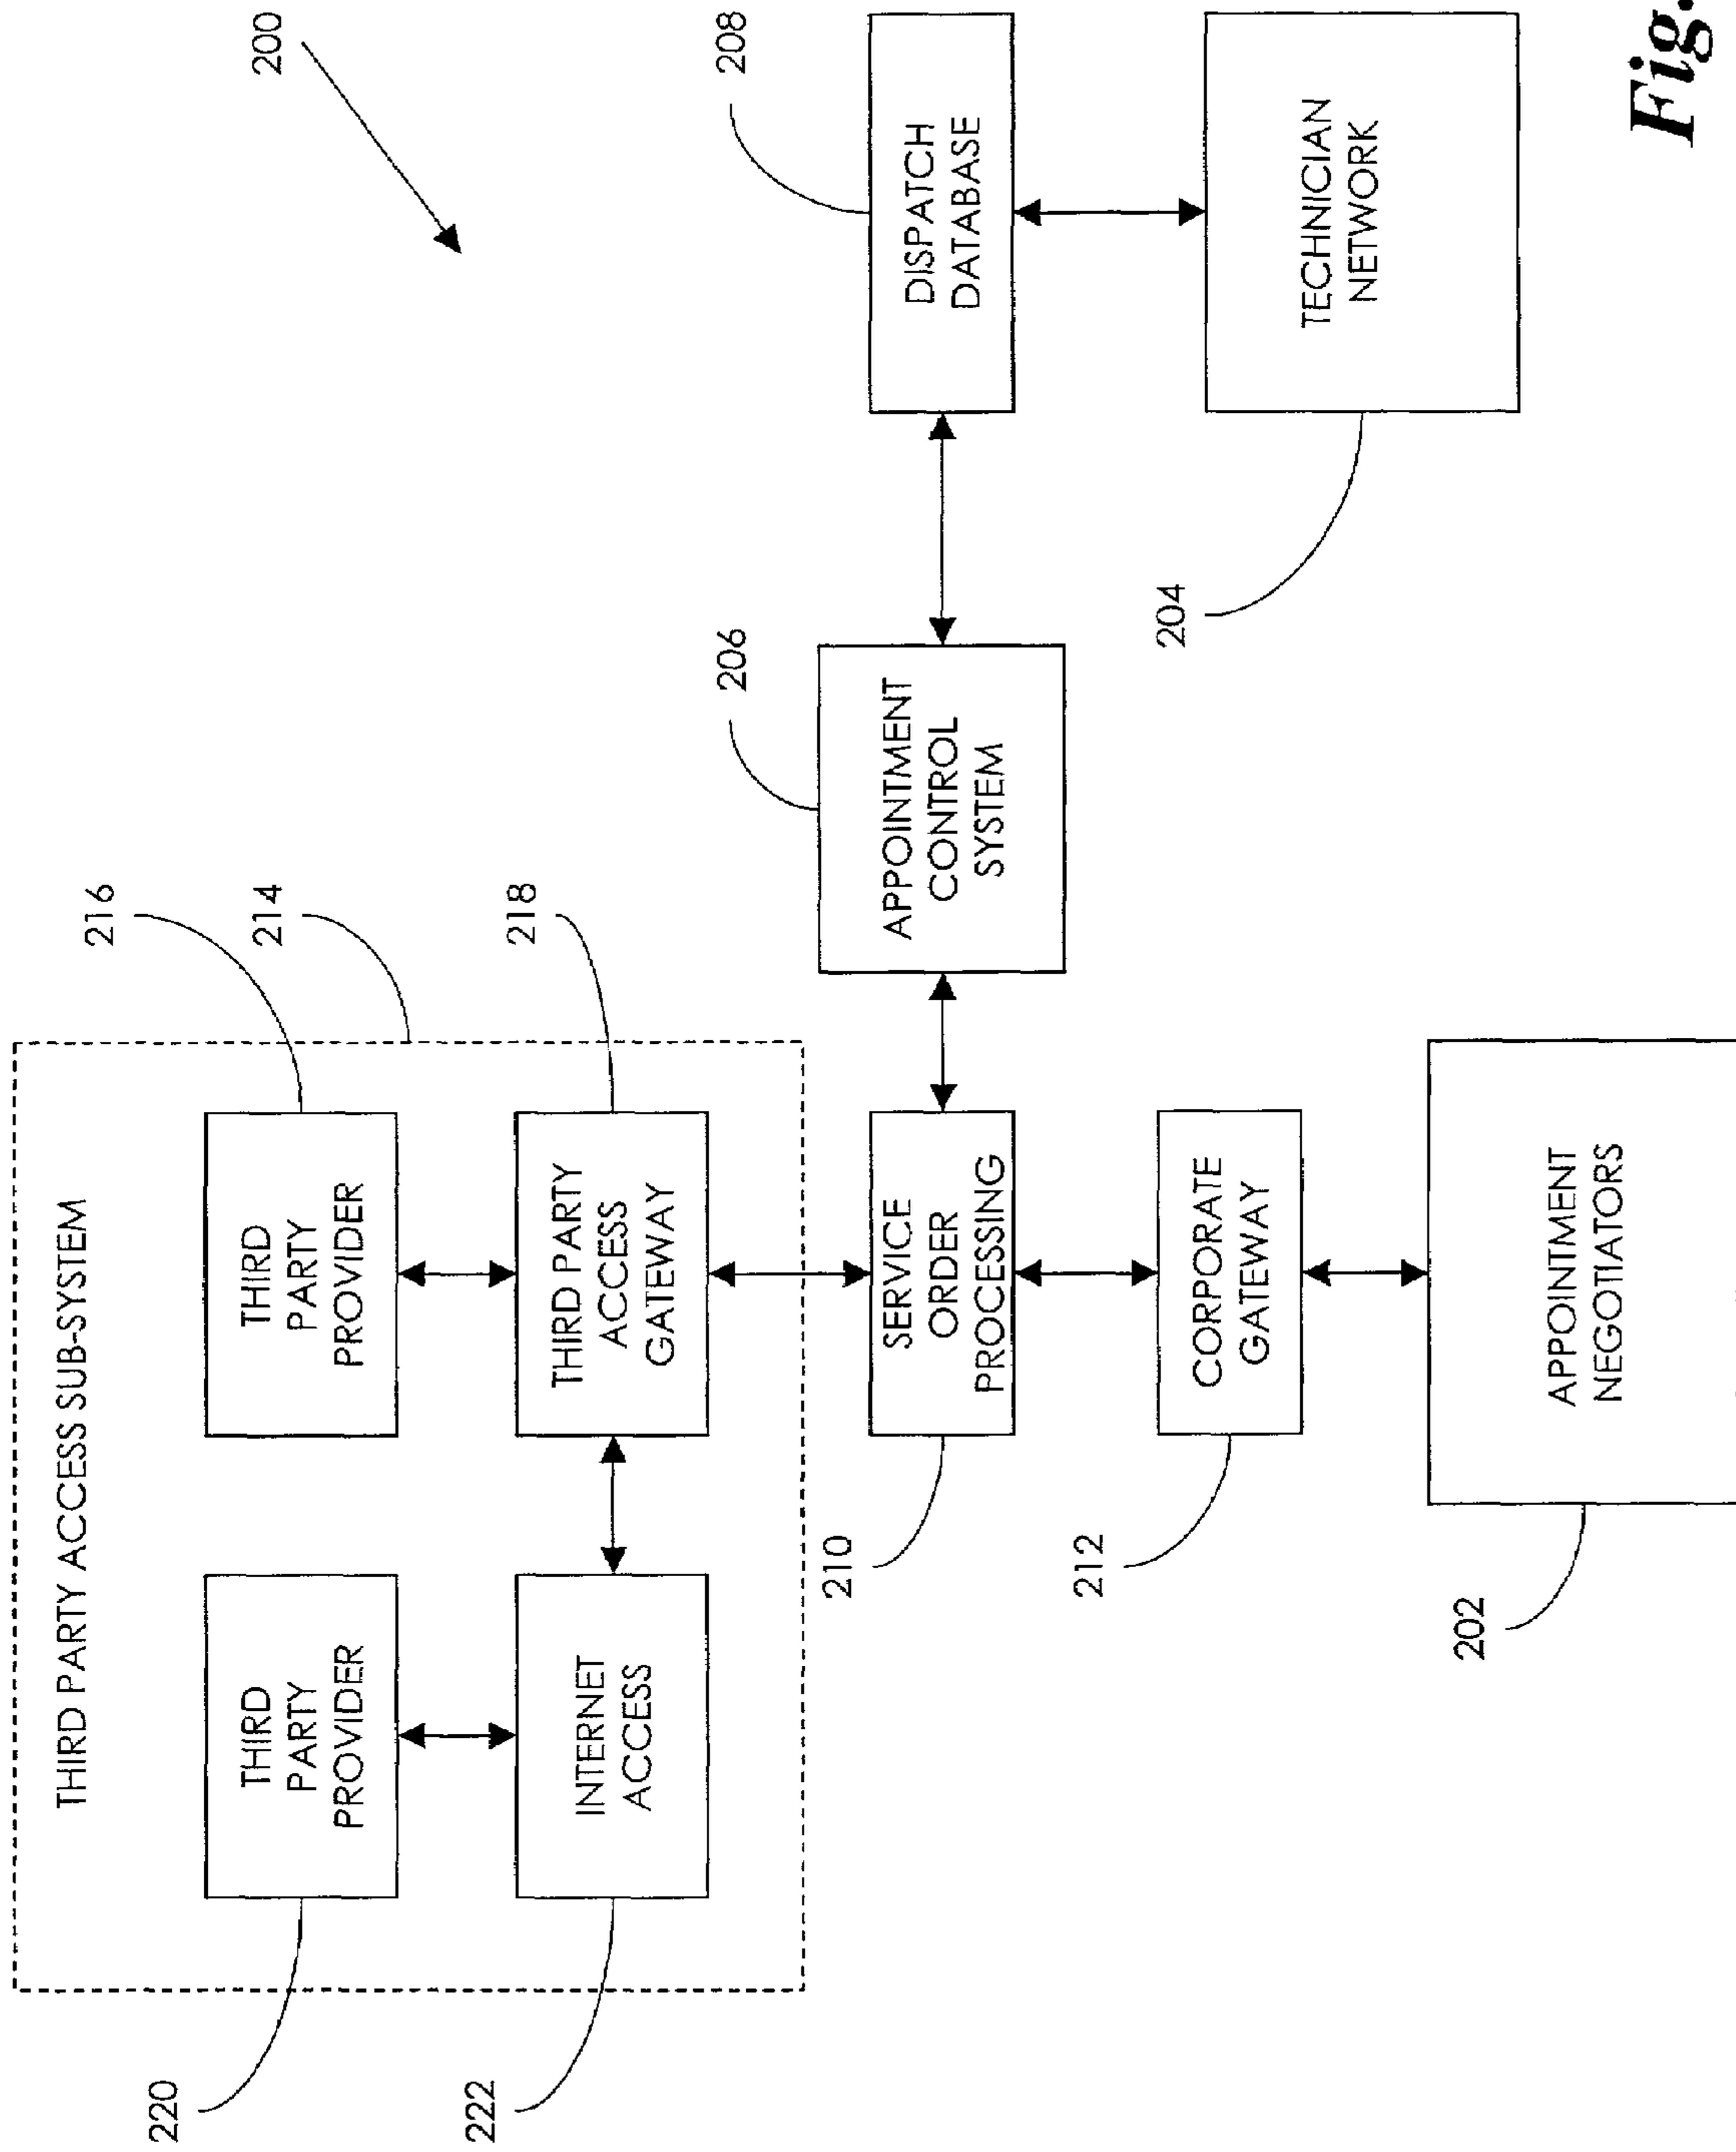 THIRD PARTY ACCESS SUB-SYSTEM
220
THIRD
PARTY
PROVIDER
THIRD
PARTY
PROVIDER
216
214
222
INTERNET
ACCESS
THIRD PARTY
ACCESS
GATEWAY
218
200
210
SERVICE
ORDER
PROCESSING
206
APPOINTMENT
CONTROL
SYSTEM
208
DISPATCH
DATABASE
212
CORPORATE
GATEWAY
204
TECHNICIAN
NETWORK
202
APPOINTMENT
NEGOTIATORS
Fig.